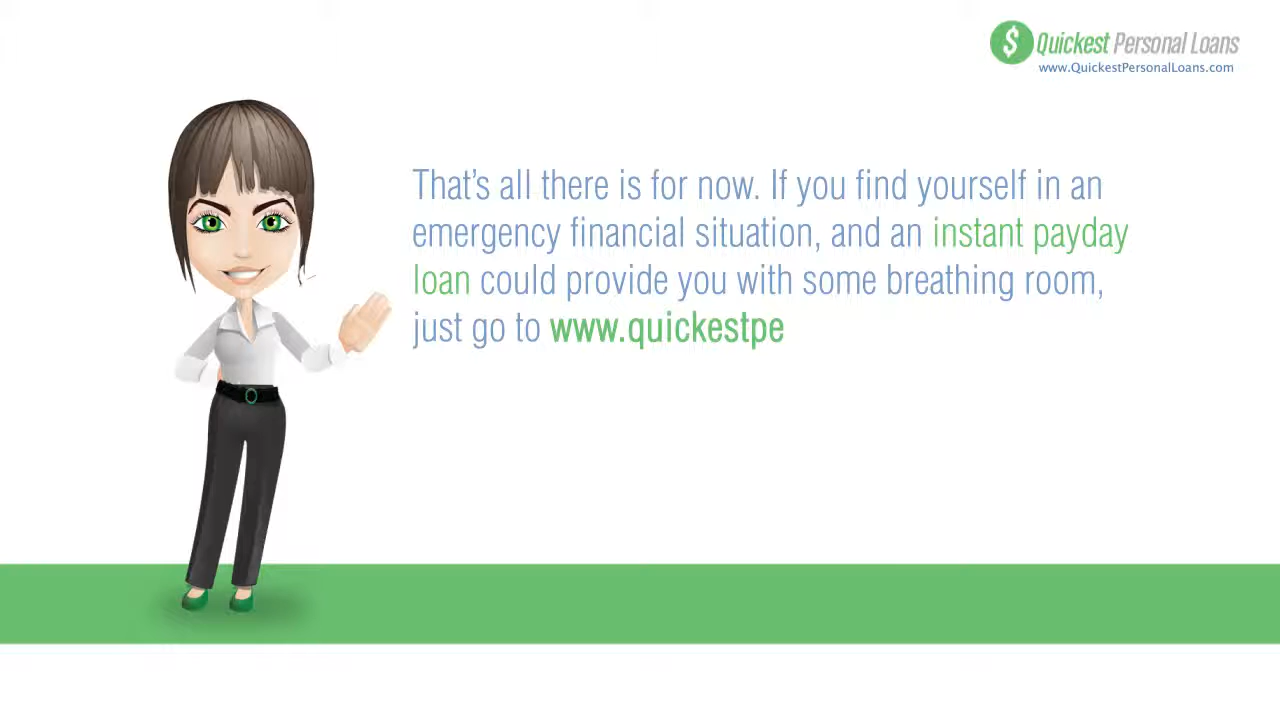 $ Quickest Personal Loans
www.QuickestPersonalLoans.com
That's all there is for now. If you find yourself in an
emergency financial situation, and an instant payday
loan could provide you with some breathing room,
just go to www.quickestpe